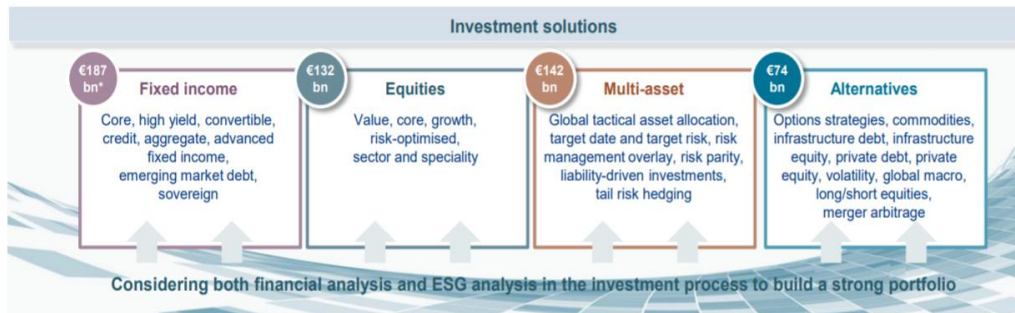 Investment solutions
€187
bn*
Fixed income
Core, high yield, convertible,
credit, aggregate, advanced
fixed income,
emerging market debt,
sovereign
€132
bn
Equities
Value, core, growth,
risk-optimised,
sector and speciality
€142
bn
Multi-asset
Global tactical asset allocation,
target date and target risk, risk
management overlay, risk parity,
liability-driven investments,
tail risk hedging
€74
bn
Alternatives
Options strategies, commodities,
infrastructure debt, infrastructure
equity, private debt, private
equity, volatility, global macro,
long/short equities,
merger arbitrage
Considering both financial analysis and ESG analysis in the investment process to build a strong portfolio